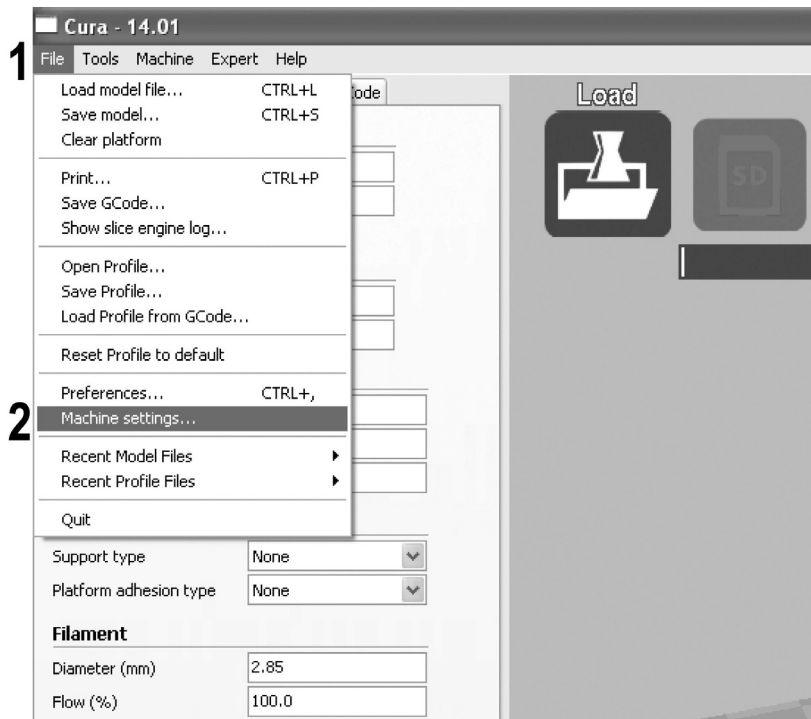 Cura - 14.01
1
File Tools Machine Expert Help
Load model file... CTRL+L
Save model... CTRL+S
Clear platform
Print... CTRL+P
Save GCode...
Show slice engine log...
Open Profile...
Save Profile...
Load Profile from GCode...
Reset Profile to default
Preferences... CTRL+,
2
Machine settings...
Recent Model Files
Recent Profile Files
Quit
Code
Load
SD
Support type None
Platform adhesion type None
Filament
Diameter (mm) 2.85
Flow (%) 100.0